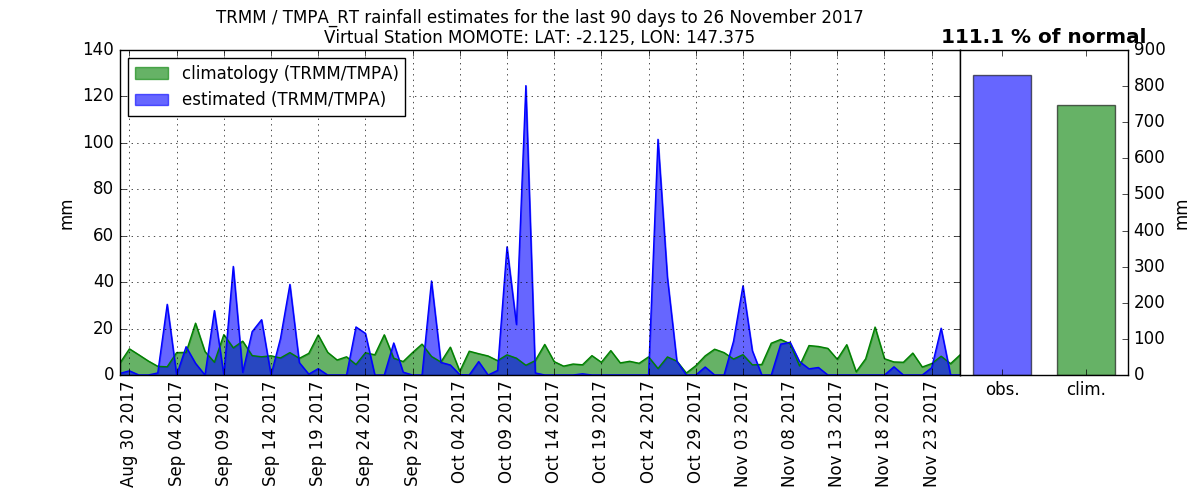 TRMM / TMPA_RT rainfall estimates for the last 90 days to 26 November 2017
Virtual Station MOMOTE: LAT: -2.125, LON: 147.375
111.1 % of normal
climatology (TRMM/TMPA)
estimated (TRMM/TMPA)
mm
140
120
100
80
60
40
20
0
Aug 30 2017
Sep 04 2017
Sep 09 2017
Sep 14 2017
Sep 19 2017
Sep 24 2017
Sep 29 2017
Oct 04 2017
Oct 09 2017
Oct 14 2017
Oct 19 2017
Oct 24 2017
Oct 29 2017
Nov 03 2017
Nov 08 2017
Nov 13 2017
Nov 18 2017
Nov 23 2017
900
800
700
600
500
400
300
200
100
0
mm
obs.
clim.